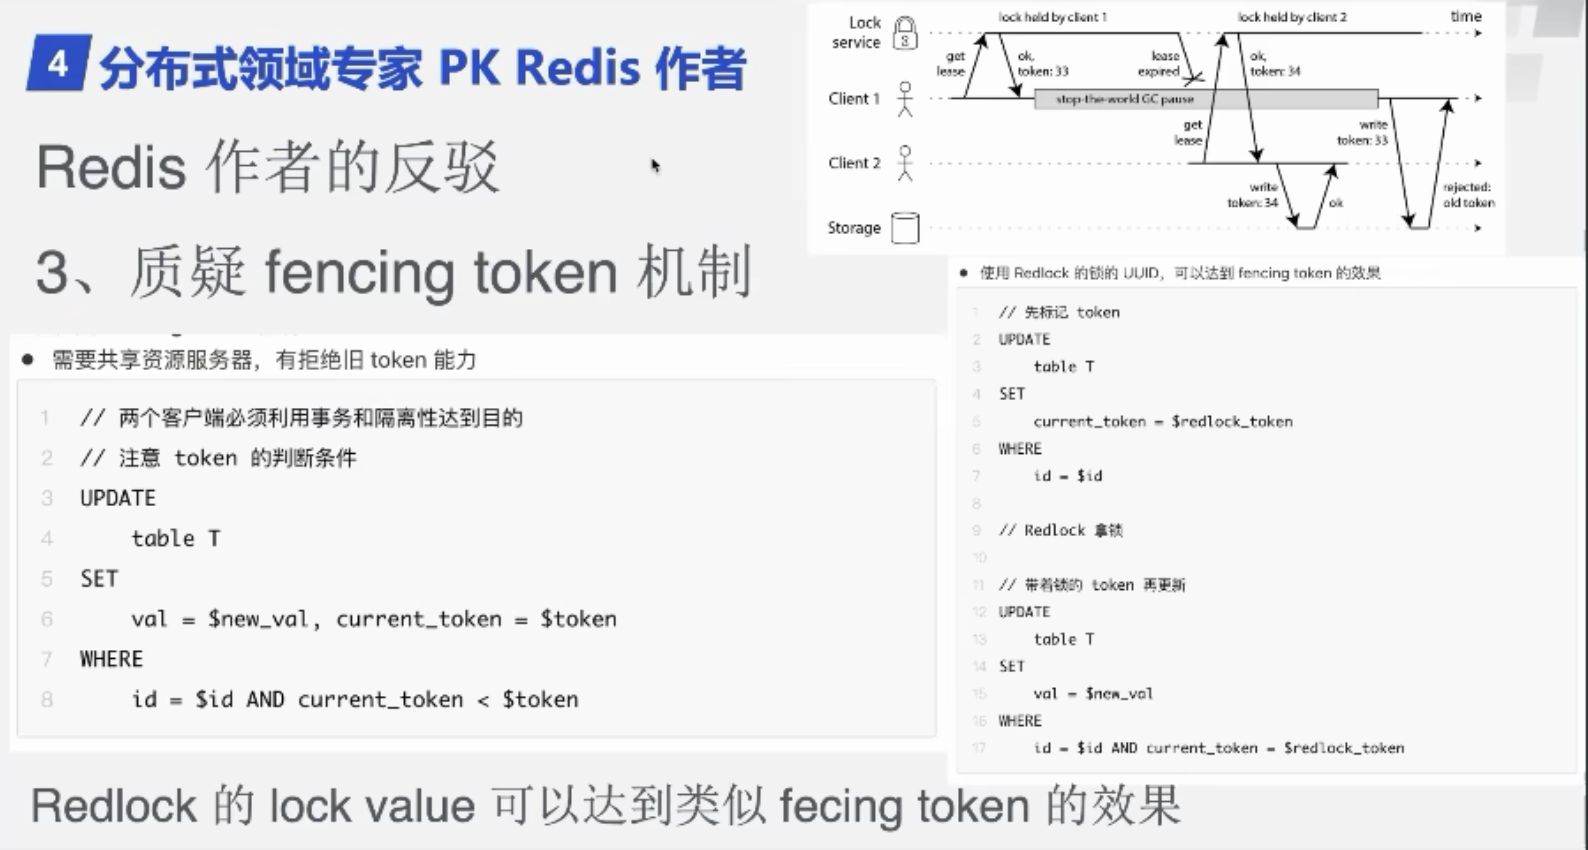 4 分布式领域专家 PK Redis 作者
Redis 作者的反驳
3、质疑 fencing token 机制
Lock service
lock held by client 1
lock held by client 2
time
get lease
ok, token: 33
lease expired
ok, token: 34
Client 1
stop-the-world GC pause
get lease
write token: 33
Client 2
write token: 34
ok
rejected: old token
Storage
● 需要共享资源服务器，有拒绝旧 token 能力
1 // 两个客户端必须利用事务和隔离性达到目的
2 // 注意 token 的判断条件
3 UPDATE
4 table T
5 SET
6 val = $new_val, current_token = $token
7 WHERE
8 id = $id AND current_token < $token
● 使用 Redlock 的锁的 UUID，可以达到 fencing token 的效果
1 // 先标记 token
2 UPDATE
3 table T
4 SET
5 current_token = $redlock_token
6 WHERE
7 id = $id
8
9 // Redlock 拿锁
10
11 // 带着锁的 token 再更新
12 UPDATE
13 table T
14 SET
15 val = $new_val
16 WHERE
17 id = $id AND current_token = $redlock_token
Redlock 的 lock value 可以达到类似 fecing token 的效果